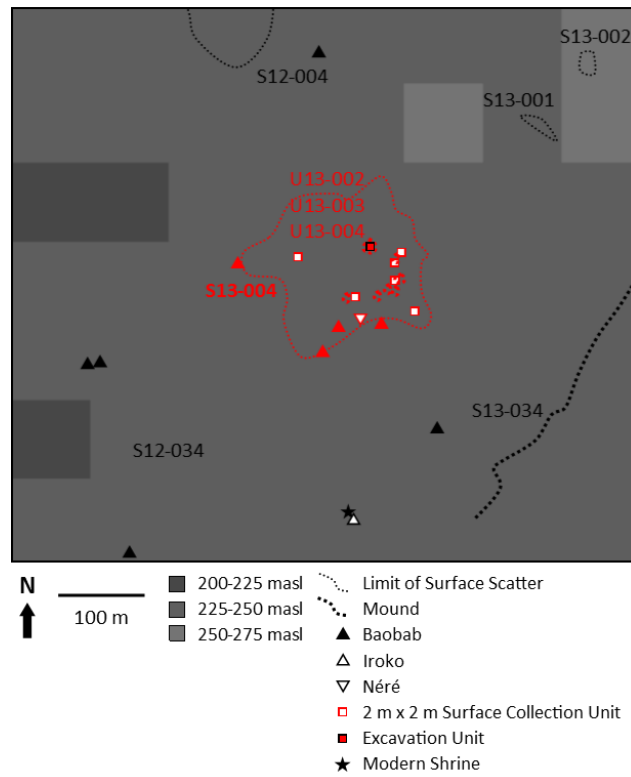 S13-002
S12-004
S13-001
U13-002
U13-003
U13-004
S13-004
S13-034
S12-034
N
100 m
200-225 masl
225-250 masl
250-275 masl
Limit of Surface Scatter
Mound
Baobab
Iroko
Néré
2 m x 2 m Surface Collection Unit
Excavation Unit
Modern Shrine